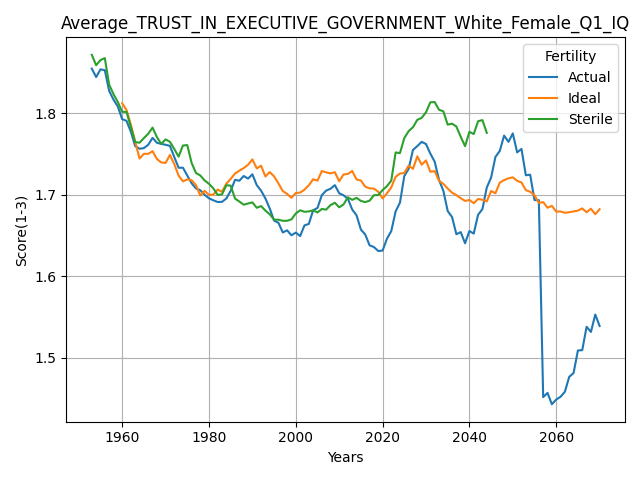 Average_TRUST_IN_EXECUTIVE_GOVERNMENT_White_Female_Q1_IQ
Fertility
Actual
Ideal
Sterile
Score(1-3)
1.8
1.7
1.6
1.5
1960
1980
2000
2020
2040
2060
Years